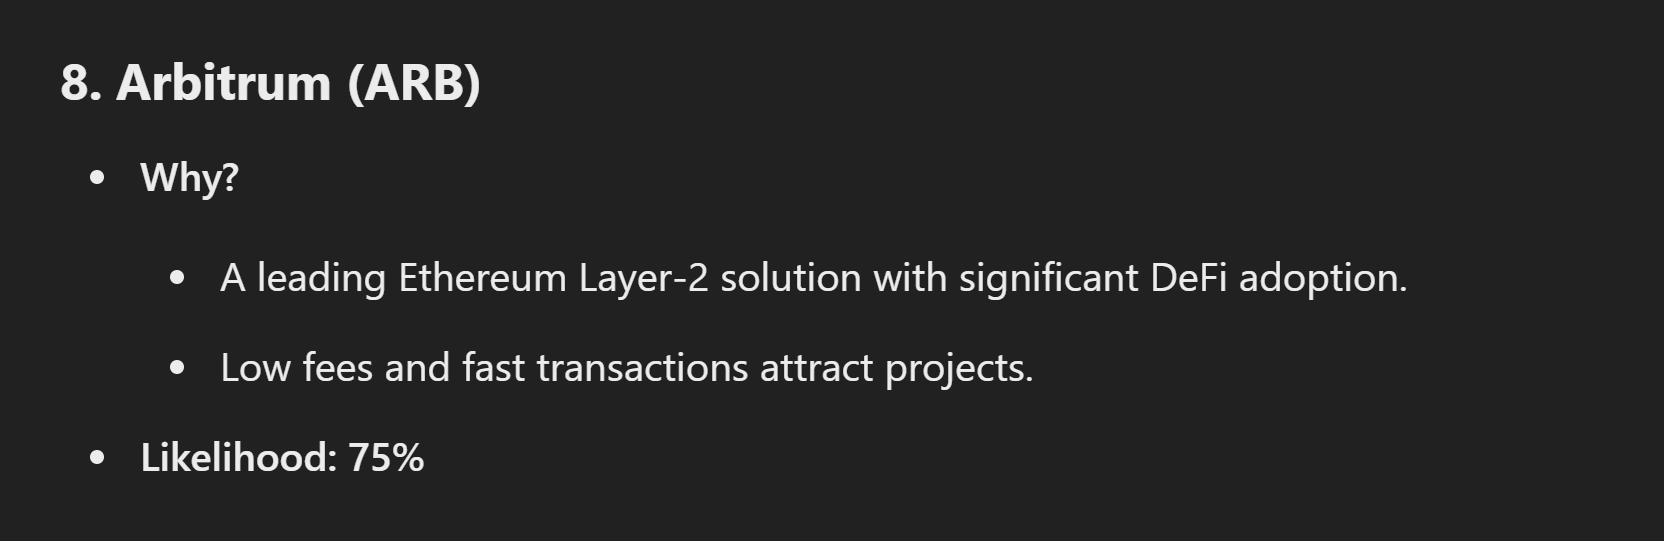 8. Arbitrum (ARB)
• Why?
• A leading Ethereum Layer-2 solution with significant DeFi adoption.
• Low fees and fast transactions attract projects.
• Likelihood: 75%